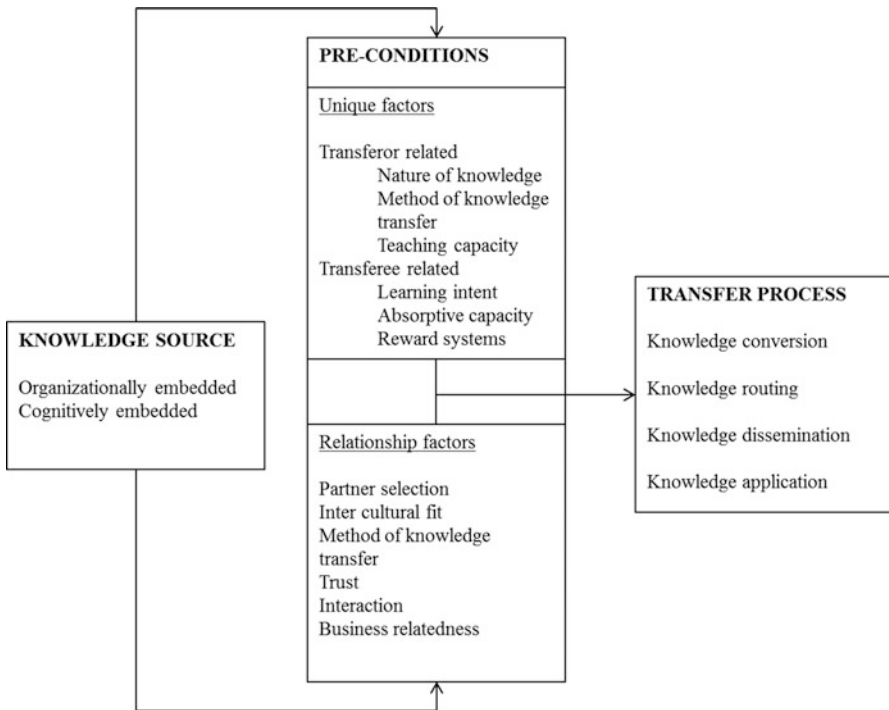 KNOWLEDGE SOURCE
Organizationally embedded
Cognitively embedded
PRE-CONDITIONS
Unique factors
Transferor related
Nature of knowledge
Method of knowledge
transfer
Teaching capacity
Transferee related
Learning intent
Absorptive capacity
Reward systems
Relationship factors
Partner selection
Inter cultural fit
Method of knowledge
transfer
Trust
Interaction
Business relatedness
TRANSFER PROCESS
Knowledge conversion
Knowledge routing
Knowledge dissemination
Knowledge application